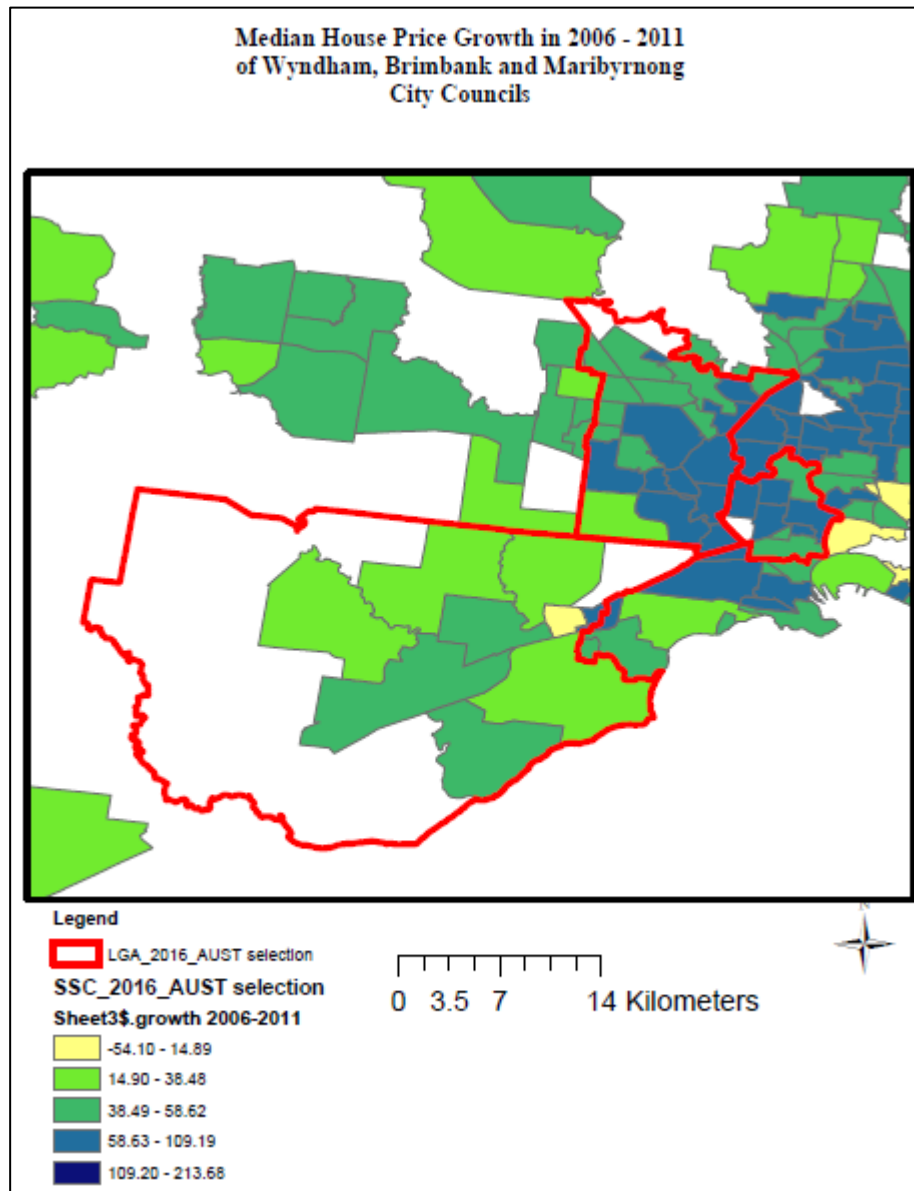 Median House Price Growth in 2006 - 2011
of Wyndham, Brimbank and Maribyrnong
City Councils
Legend
LGA_2016_AUST selection
SSC_2016_AUST selection
Sheet3$.growth 2006-2011
-54.10 - 14.89
14.90 - 38.48
38.49 - 58.62
58.63 - 109.19
109.20 - 213.68
0 3.5 7 14 Kilometers
N